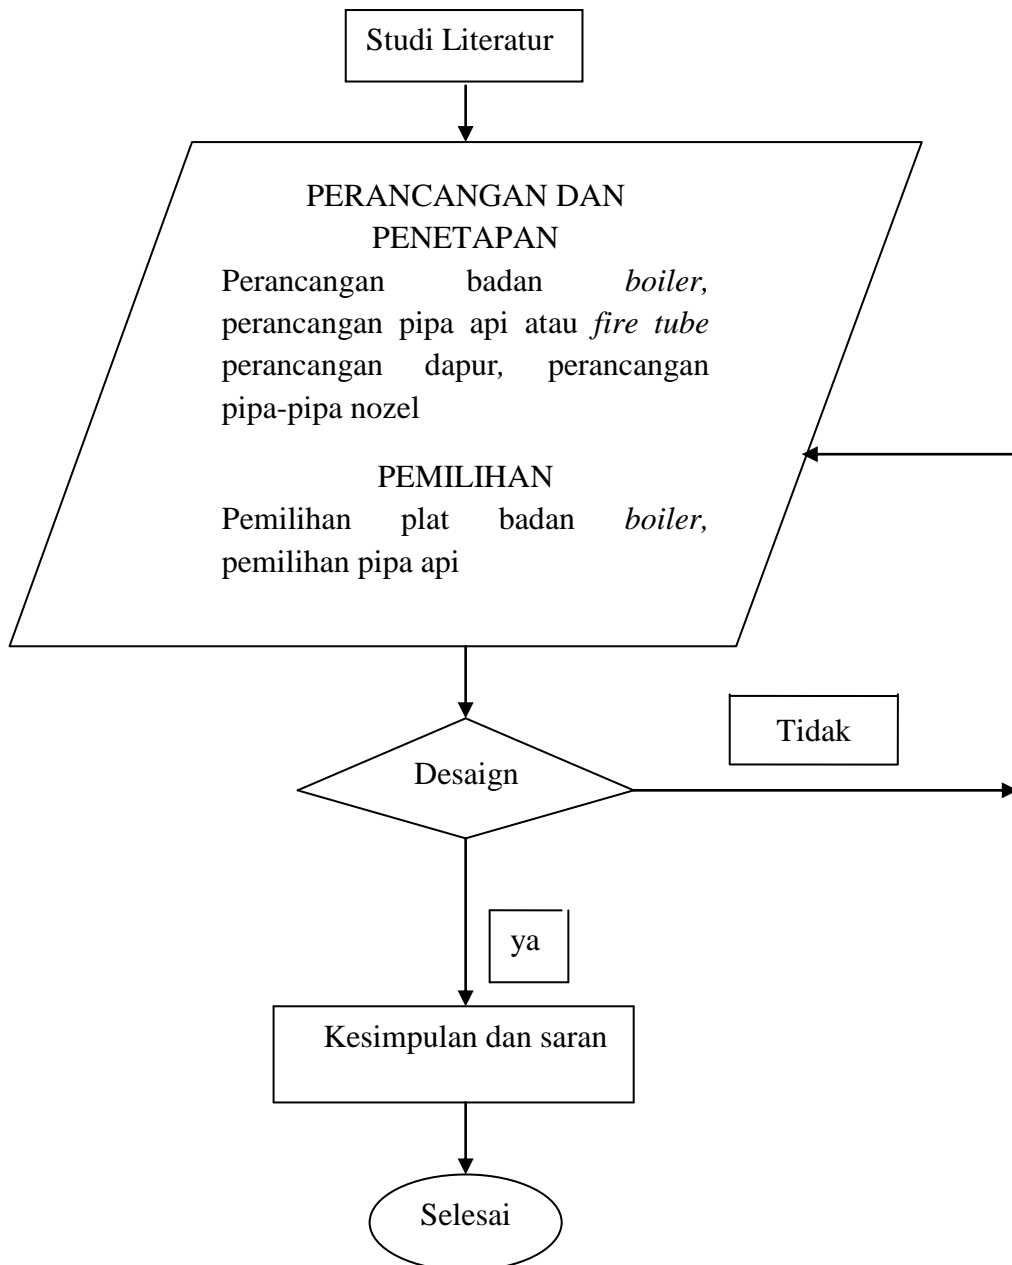 Studi Literatur
PERANCANGAN DAN
PENETAPAN
Perancangan badan boiler,
perancangan pipa api atau fire tube
perancangan dapur, perancangan
pipa-pipa nozel
PEMILIHAN
Pemilihan plat badan boiler,
pemilihan pipa api
Tidak
Desaign
ya
Kesimpulan dan saran
Selesai